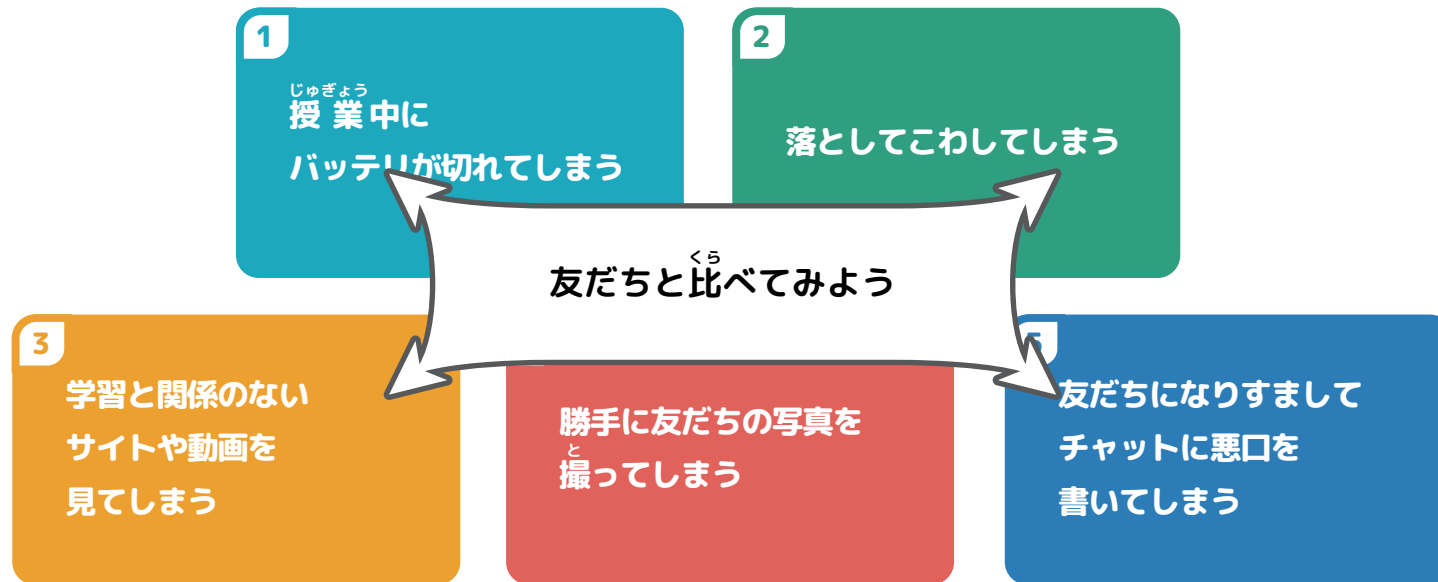 1
じゅぎょう
授業中に
バッテリが切れてしまう
2
落としてこわしてしまう
くら
友だちと比べてみよう
3
学習と関係のない
サイトや動画を
見てしまう
勝手に友だちの写真を
と
撮ってしまう
5
友だちになりすまして
チャットに悪口を
書いてしまう